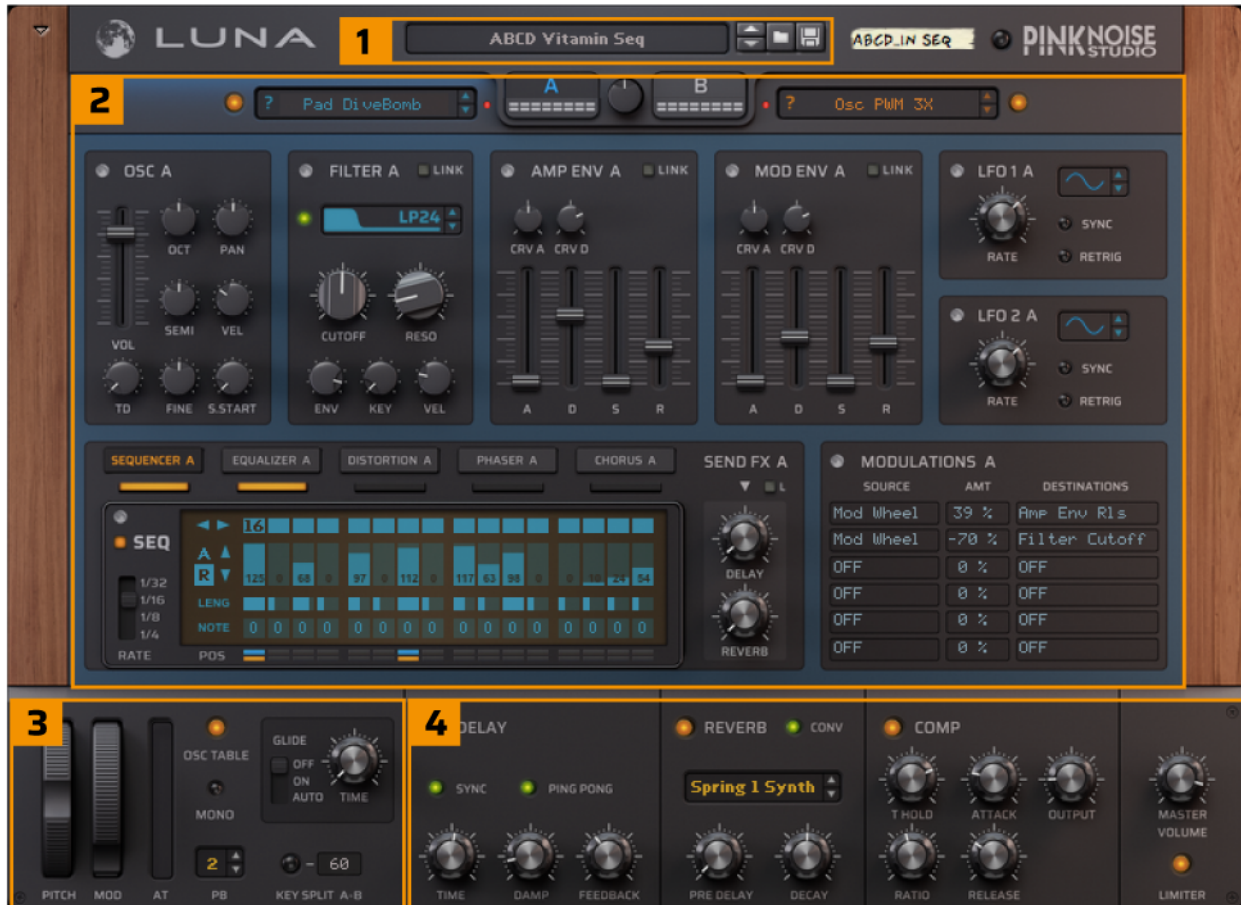 LUNA
1
ABCD Vitamin Seq
ABCD_IN SEQ
PINKNOISE
STUDIO
2
? Pad DiveBomb
A
B
? Osc PWM 3X
OSC A
OCT PAN
SEMI VEL
VOL
TD FINE S.START
FILTER A LINK
LP24
CUTOFF RESO
ENV KEY VEL
AMP ENV A LINK
CRV A CRV D
A D S R
MOD ENV A LINK
CRV A CRV D
A D S R
LFO 1 A
SYNC
RATE RETRIG
LFO 2 A
SYNC
RATE RETRIG
SEQUENCER A EQUALIZER A DISTORTION A PHASER A CHORUS A
SEQ
1/32
1/16
1/8
1/4
RATE
16
A
R
125 0 68 0 97 0 112 0 117 63 98 0 0 10 24 54
LENG
NOTE 0 0 0 0 0 0 0 0 0 0 0 0 0 0 0 0
POS
SEND FX A
L
DELAY
REVERB
MODULATIONS A
SOURCE AMT DESTINATIONS
Mod Wheel 39 % Amp Env Rls
Mod Wheel -70 % Filter Cutoff
OFF 0 % OFF
OFF 0 % OFF
OFF 0 % OFF
OFF 0 % OFF
3
OSC TABLE
MONO
2
PITCH MOD AT PB
GLIDE
OFF
ON
AUTO
TIME
- 60
KEY SPLIT A-B
4
DELAY
SYNC PING PONG
TIME DAMP FEEDBACK
REVERB CONV
Spring 1 Synth
PRE DELAY DECAY
COMP
T HOLD ATTACK OUTPUT
RATIO RELEASE
MASTER
VOLUME
LIMITER